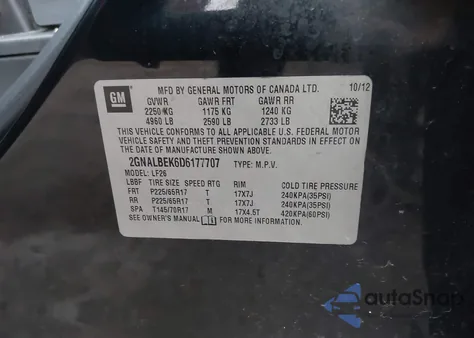 GM
MFD BY GENERAL MOTORS OF CANADA LTD. 10/12
GVWR GAWR FRT GAWR RR
2250 KG 1175 KG 1240 KG
4960 LB 2590 LB 2733 LB
THIS VEHICLE CONFORMS TO ALL APPLICABLE U.S. FEDERAL MOTOR
VEHICLE SAFETY, BUMPER, AND THEFT PREVENTION STANDARDS IN
EFFECT ON THE DATE OF MANUFACTURE SHOWN ABOVE.
2GNALBEK6D6177707 TYPE: M.P.V.
MODEL: LF26
LBBF TIRE SIZE SPEED RTG RIM COLD TIRE PRESSURE
FRT P225/65R17 T 17X7J 240KPA(35PSI)
RR P225/65R17 T 17X7J 240KPA(35PSI)
SPA T145/70R17 M 17X4.5T 420KPA(60PSI)
SEE OWNER'S MANUAL FOR ADDITIONAL INFORMATION
autoSnap